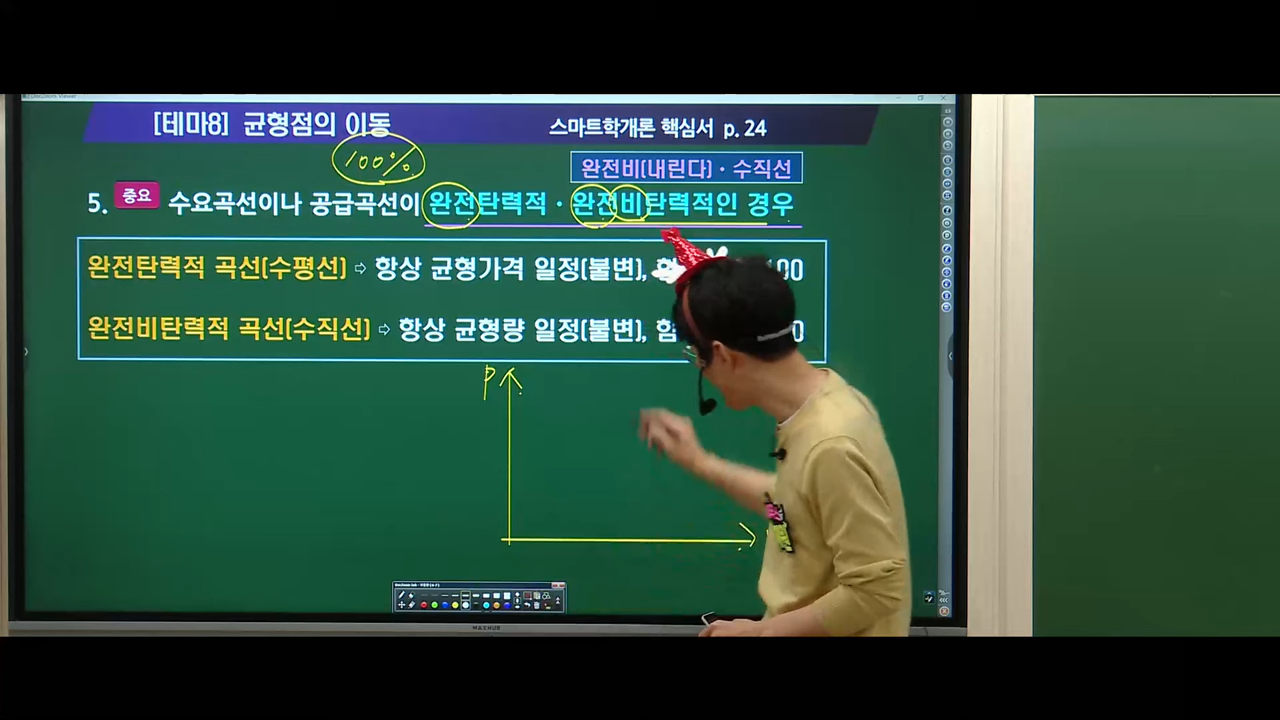 [테마8] 균형점의 이동
스마트학개론 핵심서 p. 24
100%
완전비(내린다)·수직선
5. 중요 수요곡선이나 공급곡선이 완전탄력적·완전비탄력적인 경우
완전탄력적 곡선(수평선) ⇨ 항상 균형가격 일정(불변), 100
완전비탄력적 곡선(수직선) ⇨ 항상 균형량 일정(불변), 함 0
P
MAXHUB